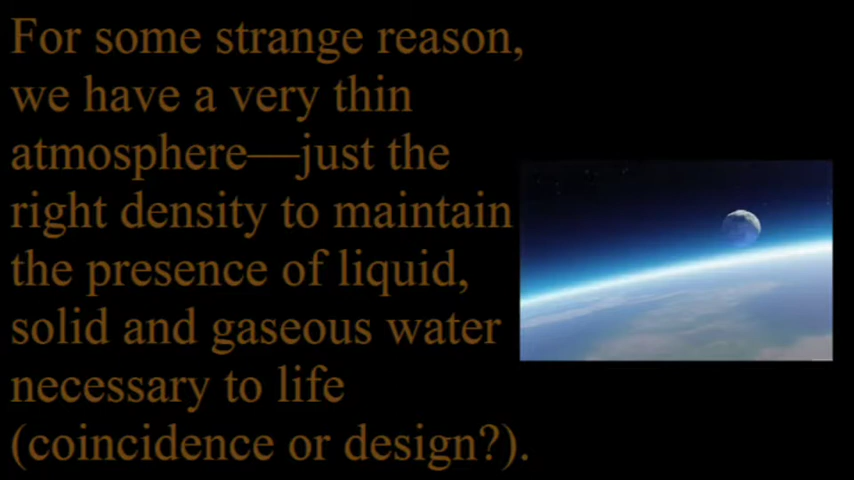 For some strange reason,
we have a very thin
atmosphere—just the
right density to maintain
the presence of liquid,
solid and gaseous water
necessary to life
(coincidence or design?).